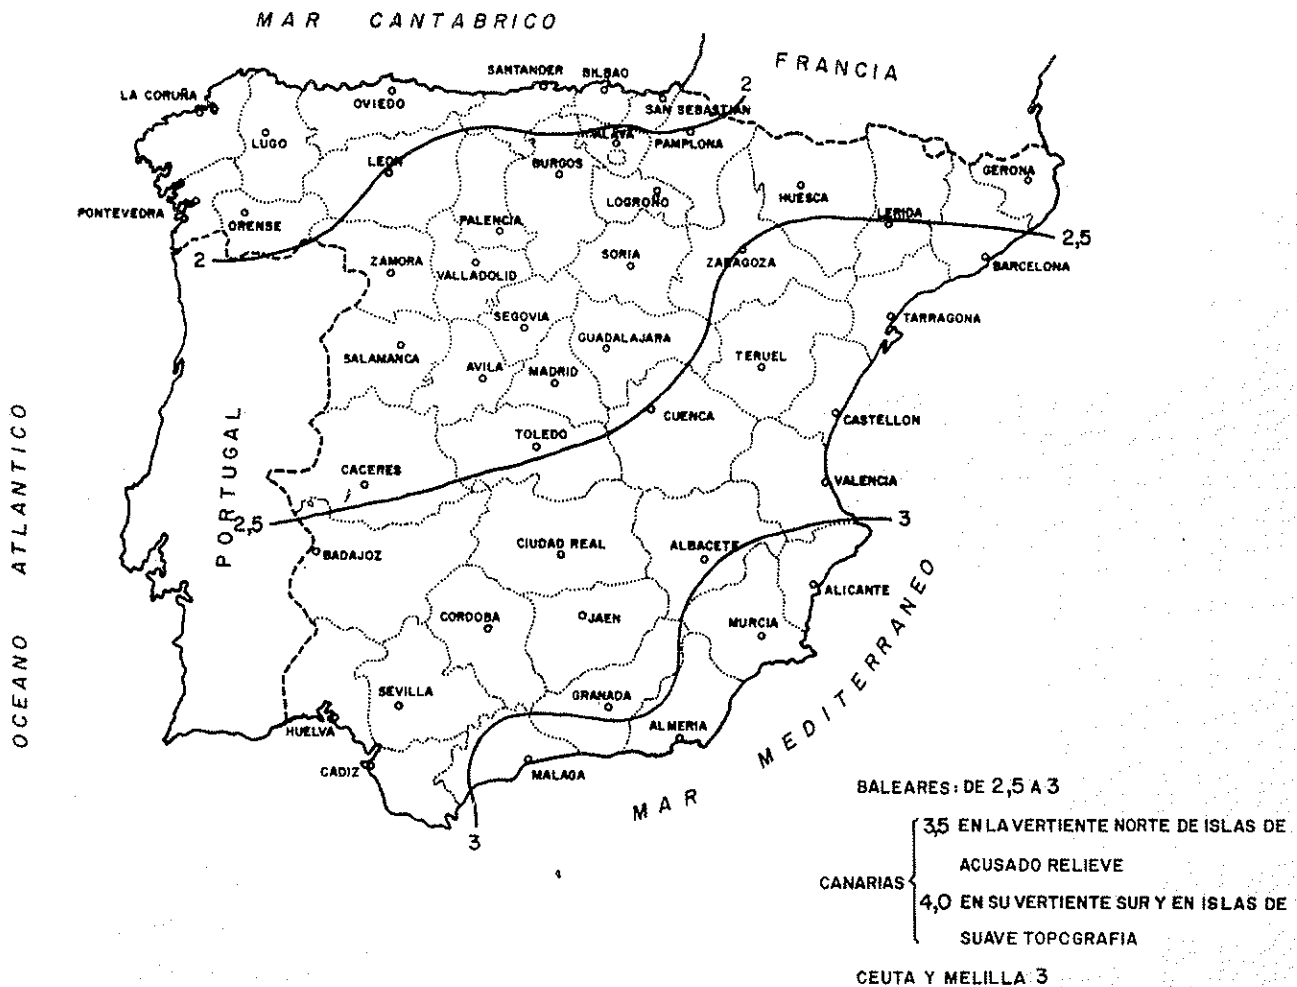 MAR CANTABRICO
FRANCIA
SANTANDER
BILBAO
LA CORUÑA
OVIEDO
2
SAN SEBASTIAN
LUGO
ALAVA
PAMPLONA
LEON
BURGOS
GERONA
HUESCA
LOGROÑO
PONTEVEDRA
ORENSE
PALENCIA
LERIDA
2,5
2
ZAMORA
VALLADOLID
SORIA
ZARAGOZA
BARCELONA
SEGOVIA
TARRAGONA
SALAMANCA
GUADALAJARA
TERUEL
AVILA
MADRID
CUENCA
CASTELLON
OCEANO ATLANTICO
PORTUGAL
TOLEDO
CACERES
VALENCIA
2,5
3
BADAJOZ
CIUDAD REAL
ALBACETE
ALICANTE
CORDOBA
JAEN
MURCIA
SEVILLA
GRANADA
HUELVA
ALMERIA
CADIZ
MALAGA
MAR MEDITERRANEO
3
BALEARES: DE 2,5 A 3
CANARIAS
3,5 EN LA VERTIENTE NORTE DE ISLAS DE
ACUSADO RELIEVE
4,0 EN SU VERTIENTE SUR Y EN ISLAS DE
SUAVE TOPOGRAFIA
CEUTA Y MELILLA 3